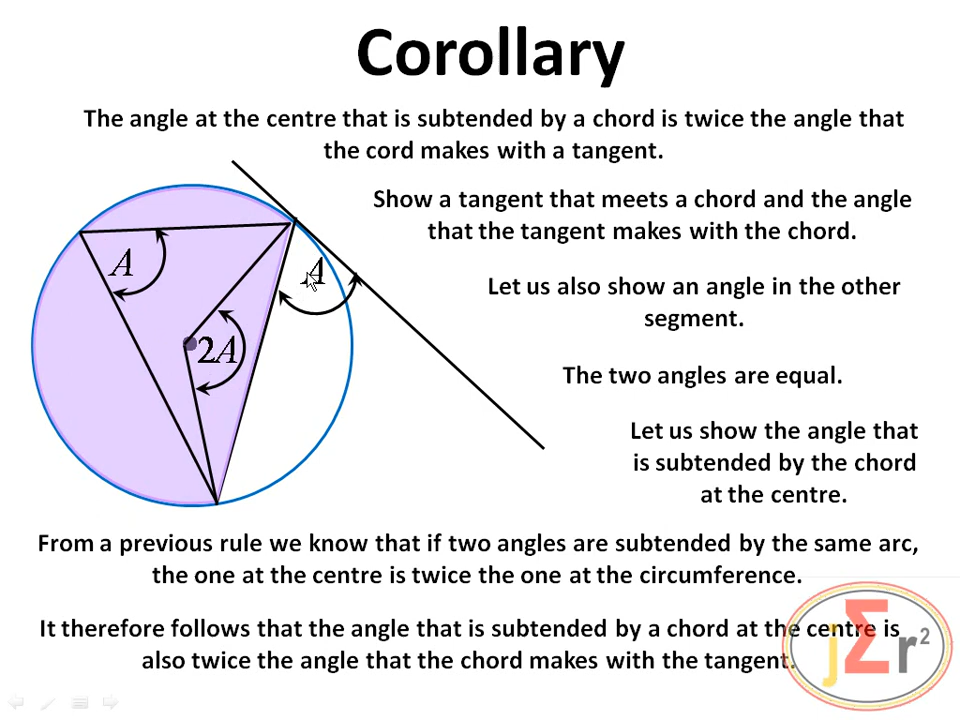 Corollary
The angle at the centre that is subtended by a chord is twice the angle that
the cord makes with a tangent.
Show a tangent that meets a chord and the angle
that the tangent makes with the chord.
A
A
Let us also show an angle in the other
segment.
2A
The two angles are equal.
Let us show the angle that
is subtended by the chord
at the centre.
From a previous rule we know that if two angles are subtended by the same arc,
the one at the centre is twice the one at the circumference.
It therefore follows that the angle that is subtended by a chord at the centre is
also twice the angle that the chord makes with the tangent.
jΣr²